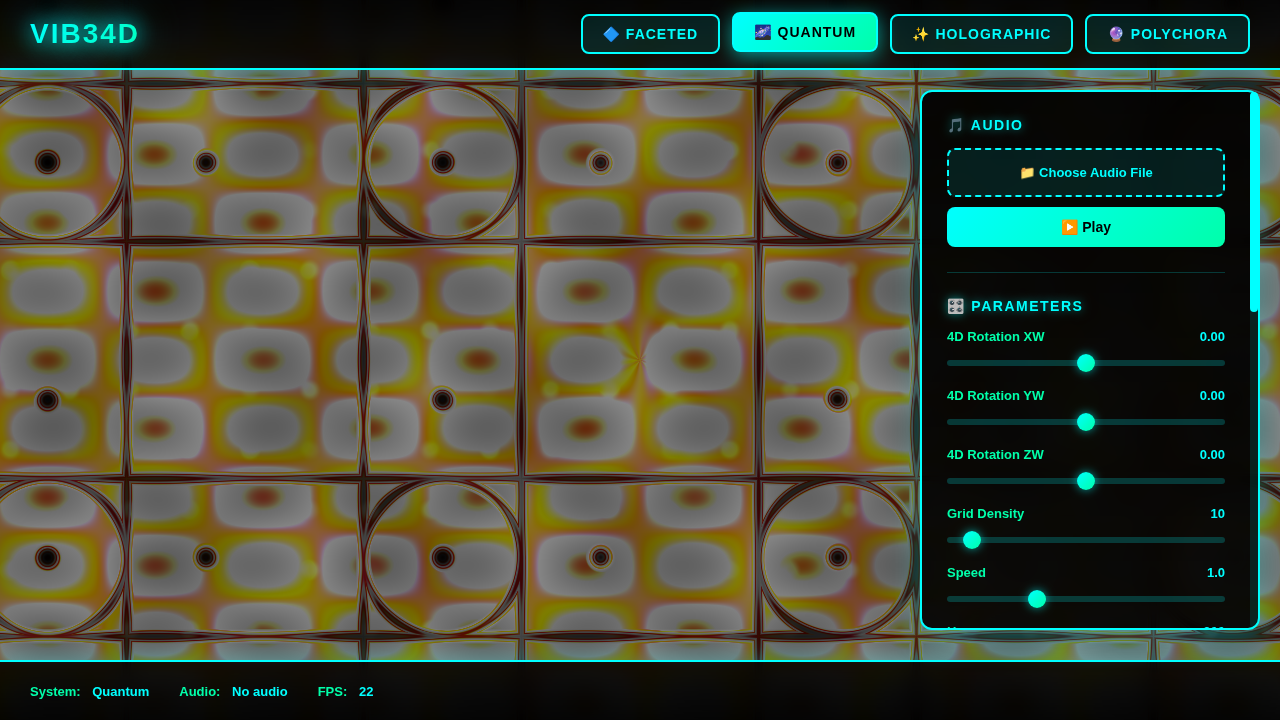 VIB34D
🔷 FACETED
🌌 QUANTUM
✨ HOLOGRAPHIC
🔮 POLYCHORA
🎵 AUDIO
📁 Choose Audio File
▶️ Play
🎛️ PARAMETERS
4D Rotation XW 0.00
4D Rotation YW 0.00
4D Rotation ZW 0.00
Grid Density 10
Speed 1.0
System: Quantum Audio: No audio FPS: 22